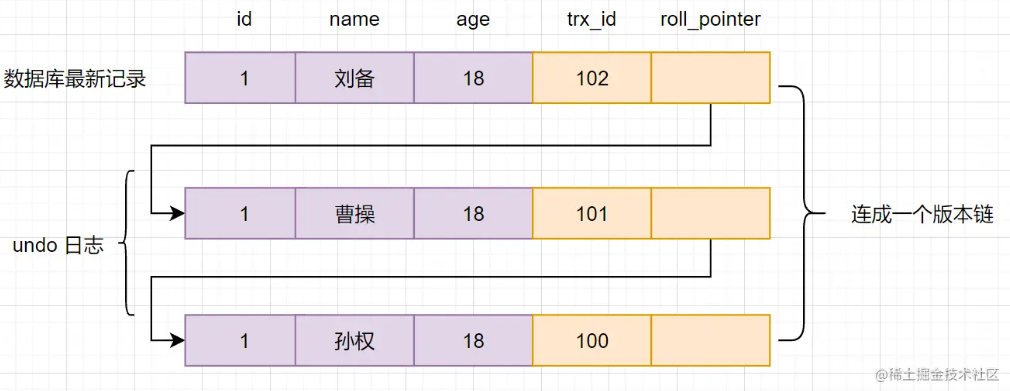 id name age trx_id roll_pointer
数据库最新记录 1 刘备 18 102
1 曹操 18 101
undo 日志
连成一个版本链
1 孙权 18 100
@稀土掘金技术社区